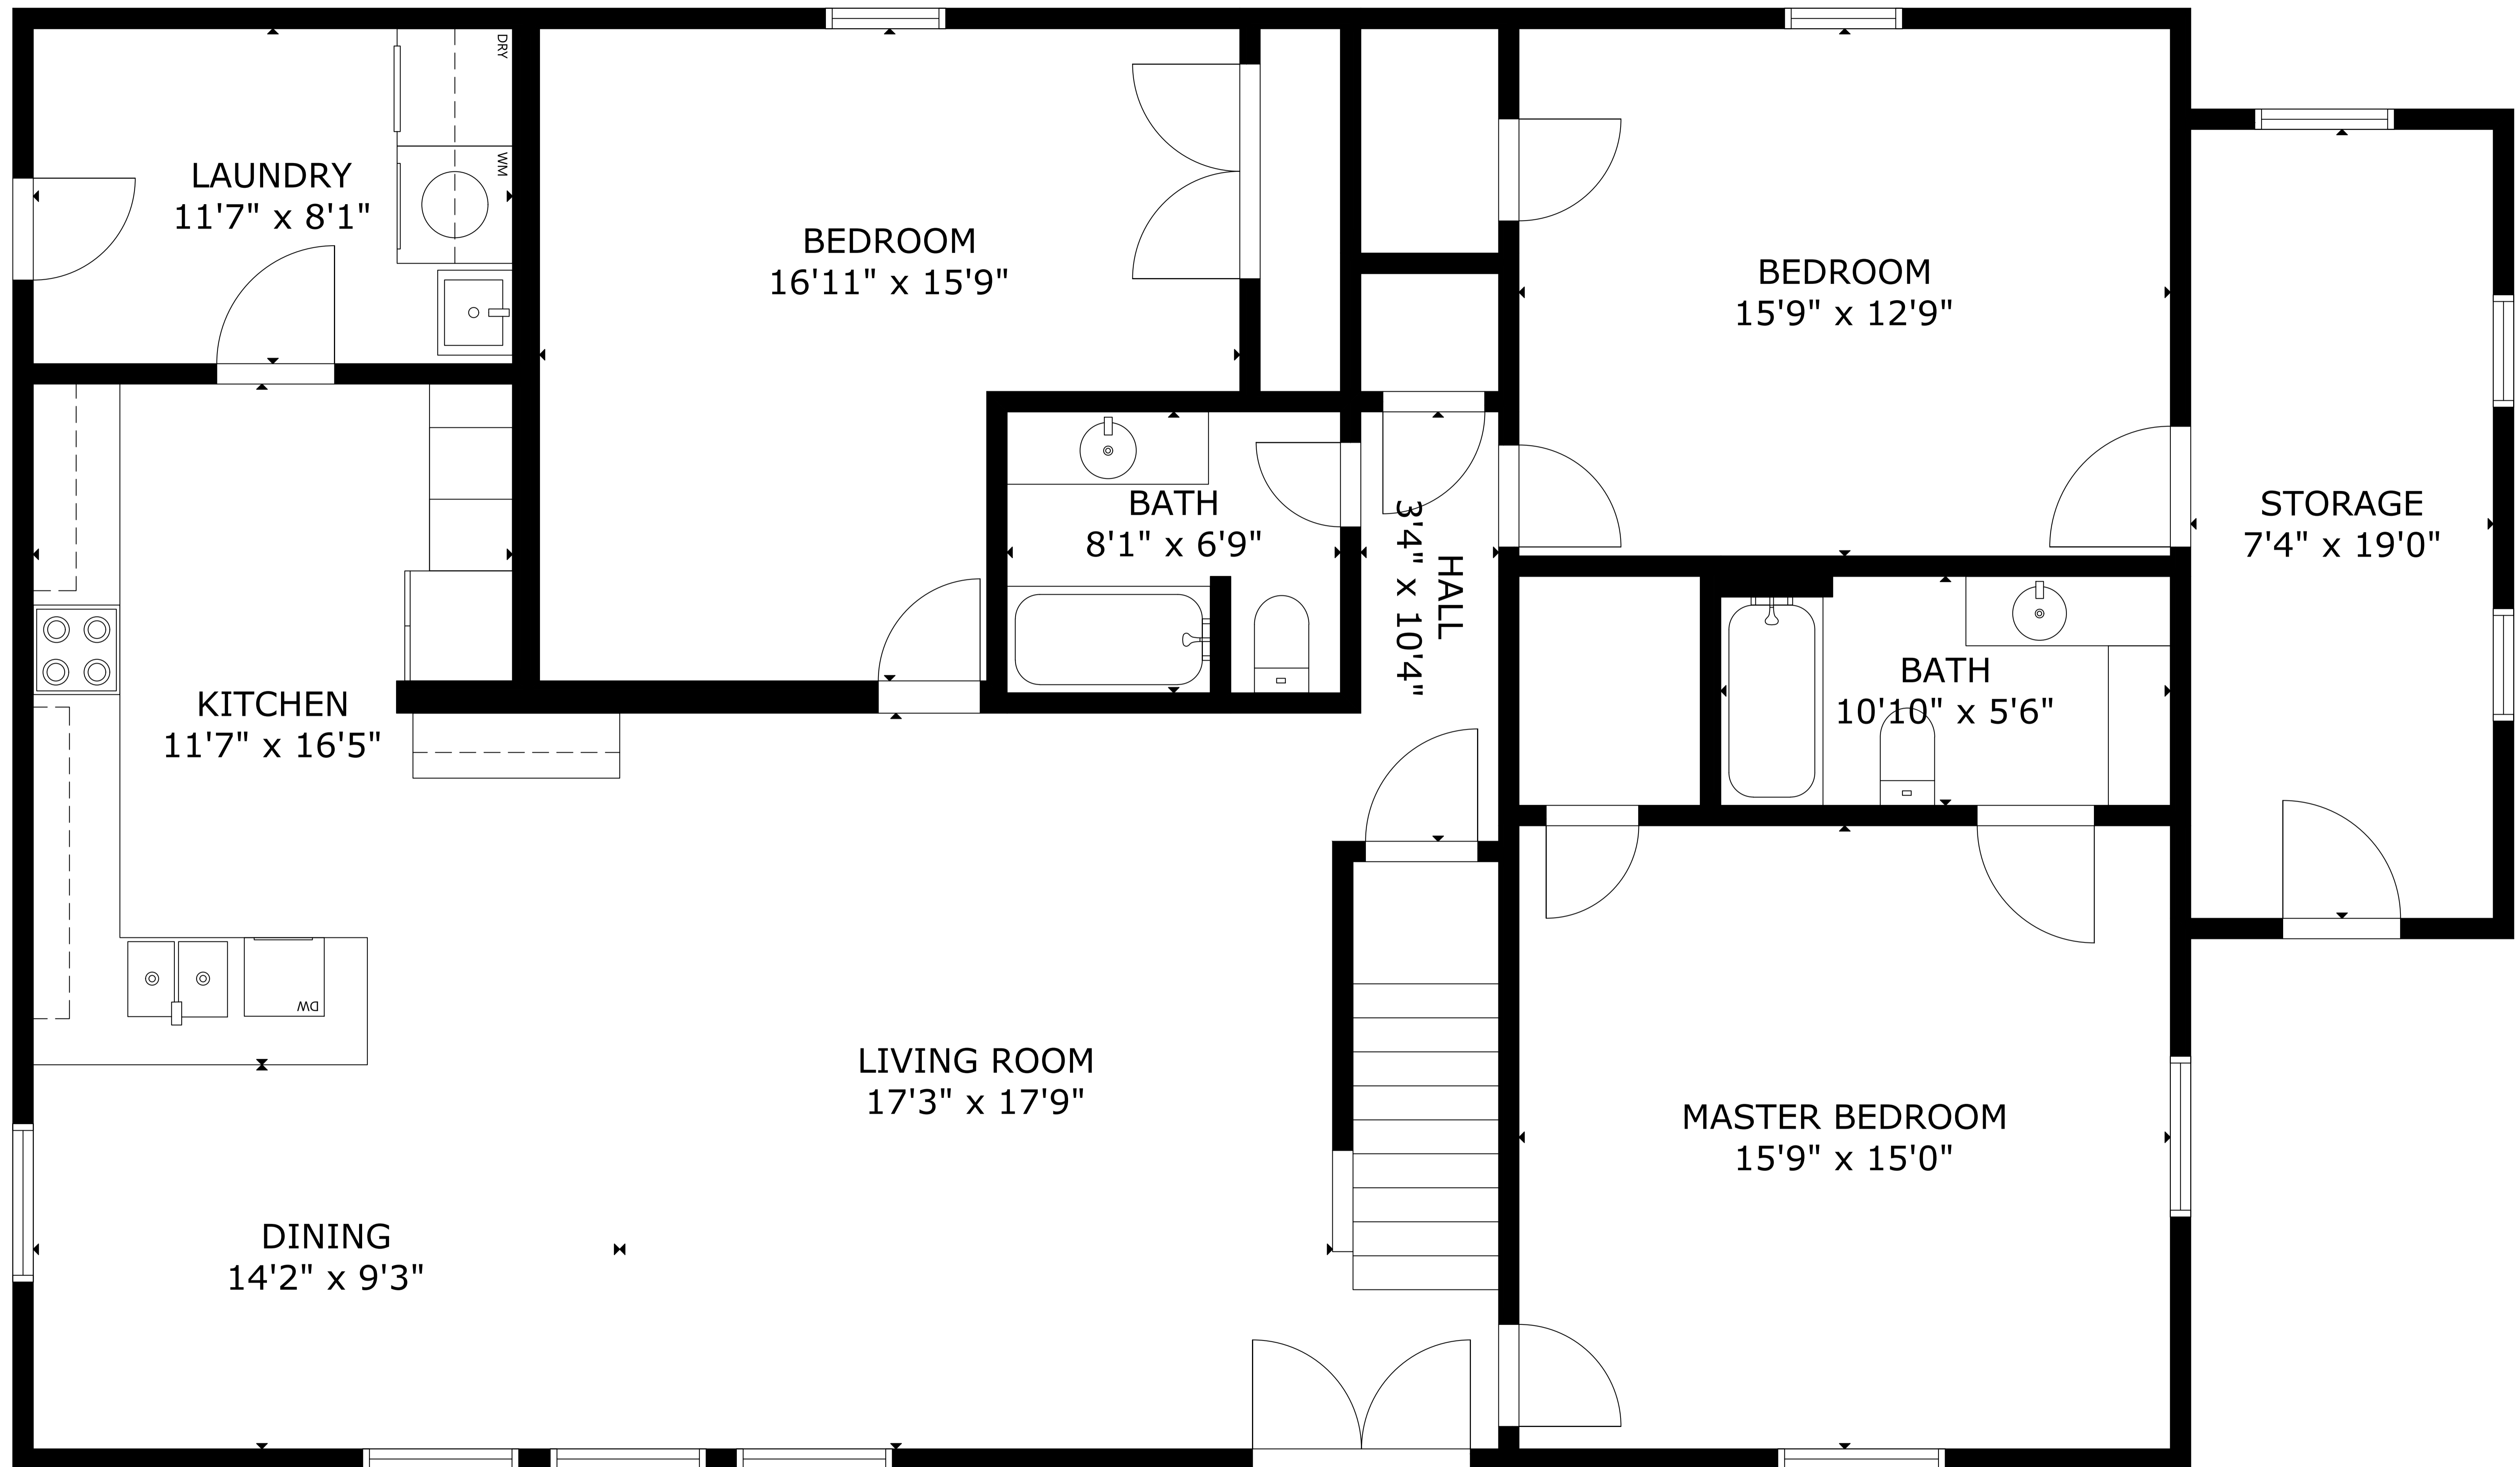 DRY
WM
LAUNDRY
11'7" x 8'1"
BEDROOM
16'11" x 15'9"
BEDROOM
15'9" x 12'9"
BATH
8'1" x 6'9"
HALL
3'4" x 10'4"
STORAGE
7'4" x 19'0"
KITCHEN
11'7" x 16'5"
BATH
10'10" x 5'6"
DW
LIVING ROOM
17'3" x 17'9"
MASTER BEDROOM
15'9" x 15'0"
DINING
14'2" x 9'3"